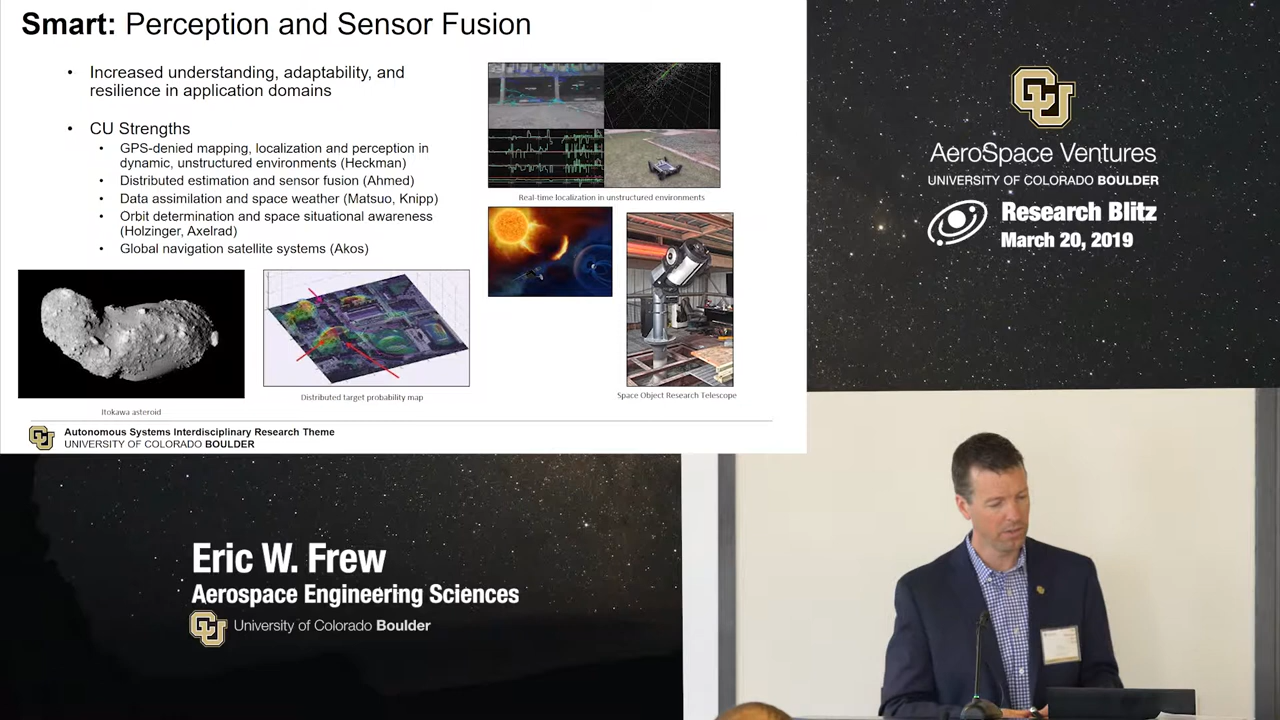 Smart: Perception and Sensor Fusion
• Increased understanding, adaptability, and
resilience in application domains
• CU Strengths
• GPS-denied mapping, localization and perception in
dynamic, unstructured environments (Heckman)
• Distributed estimation and sensor fusion (Ahmed)
• Data assimilation and space weather (Matsuo, Knipp)
• Orbit determination and space situational awareness
(Holzinger, Axelrad)
• Global navigation satellite systems (Akos)
Real-time localization in unstructured environments
Itokawa asteroid
Distributed target probability map
Space Object Research Telescope
Autonomous Systems Interdisciplinary Research Theme
UNIVERSITY OF COLORADO BOULDER
CU
AeroSpace Ventures
UNIVERSITY OF COLORADO BOULDER
Research Blitz
March 20, 2019
Eric W. Frew
Aerospace Engineering Sciences
CU
University of Colorado Boulder